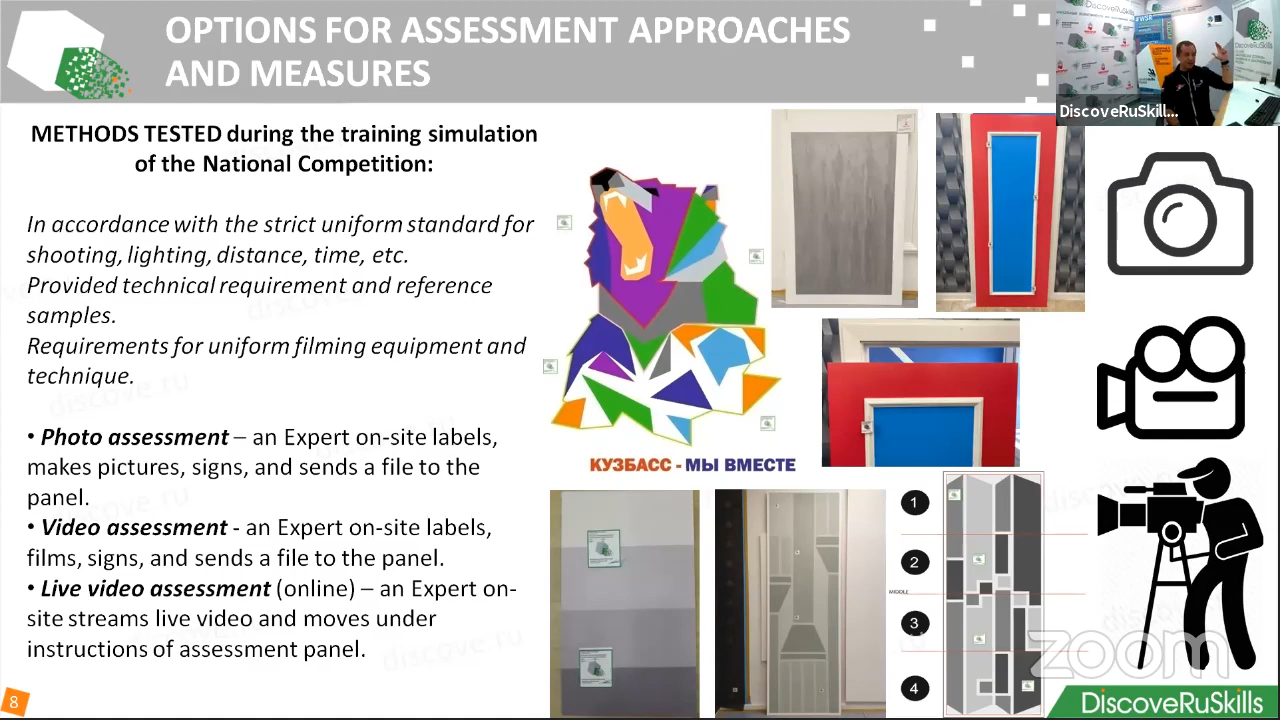 OPTIONS FOR ASSESSMENT APPROACHES
AND MEASURES
DiscoveRuSkill...
METHODS TESTED during the training simulation
of the National Competition:
In accordance with the strict uniform standard for
shooting, lighting, distance, time, etc.
Provided technical requirement and reference
samples.
Requirements for uniform filming equipment and
technique.
• Photo assessment – an Expert on-site labels,
makes pictures, signs, and sends a file to the
panel.
• Video assessment - an Expert on-site labels,
films, signs, and sends a file to the panel.
• Live video assessment (online) – an Expert on-
site streams live video and moves under
instructions of assessment panel.
КУЗБАСС - МЫ ВМЕСТЕ
1
2
MIDDLE
3
4
zoom
DiscoveRuSkills
8